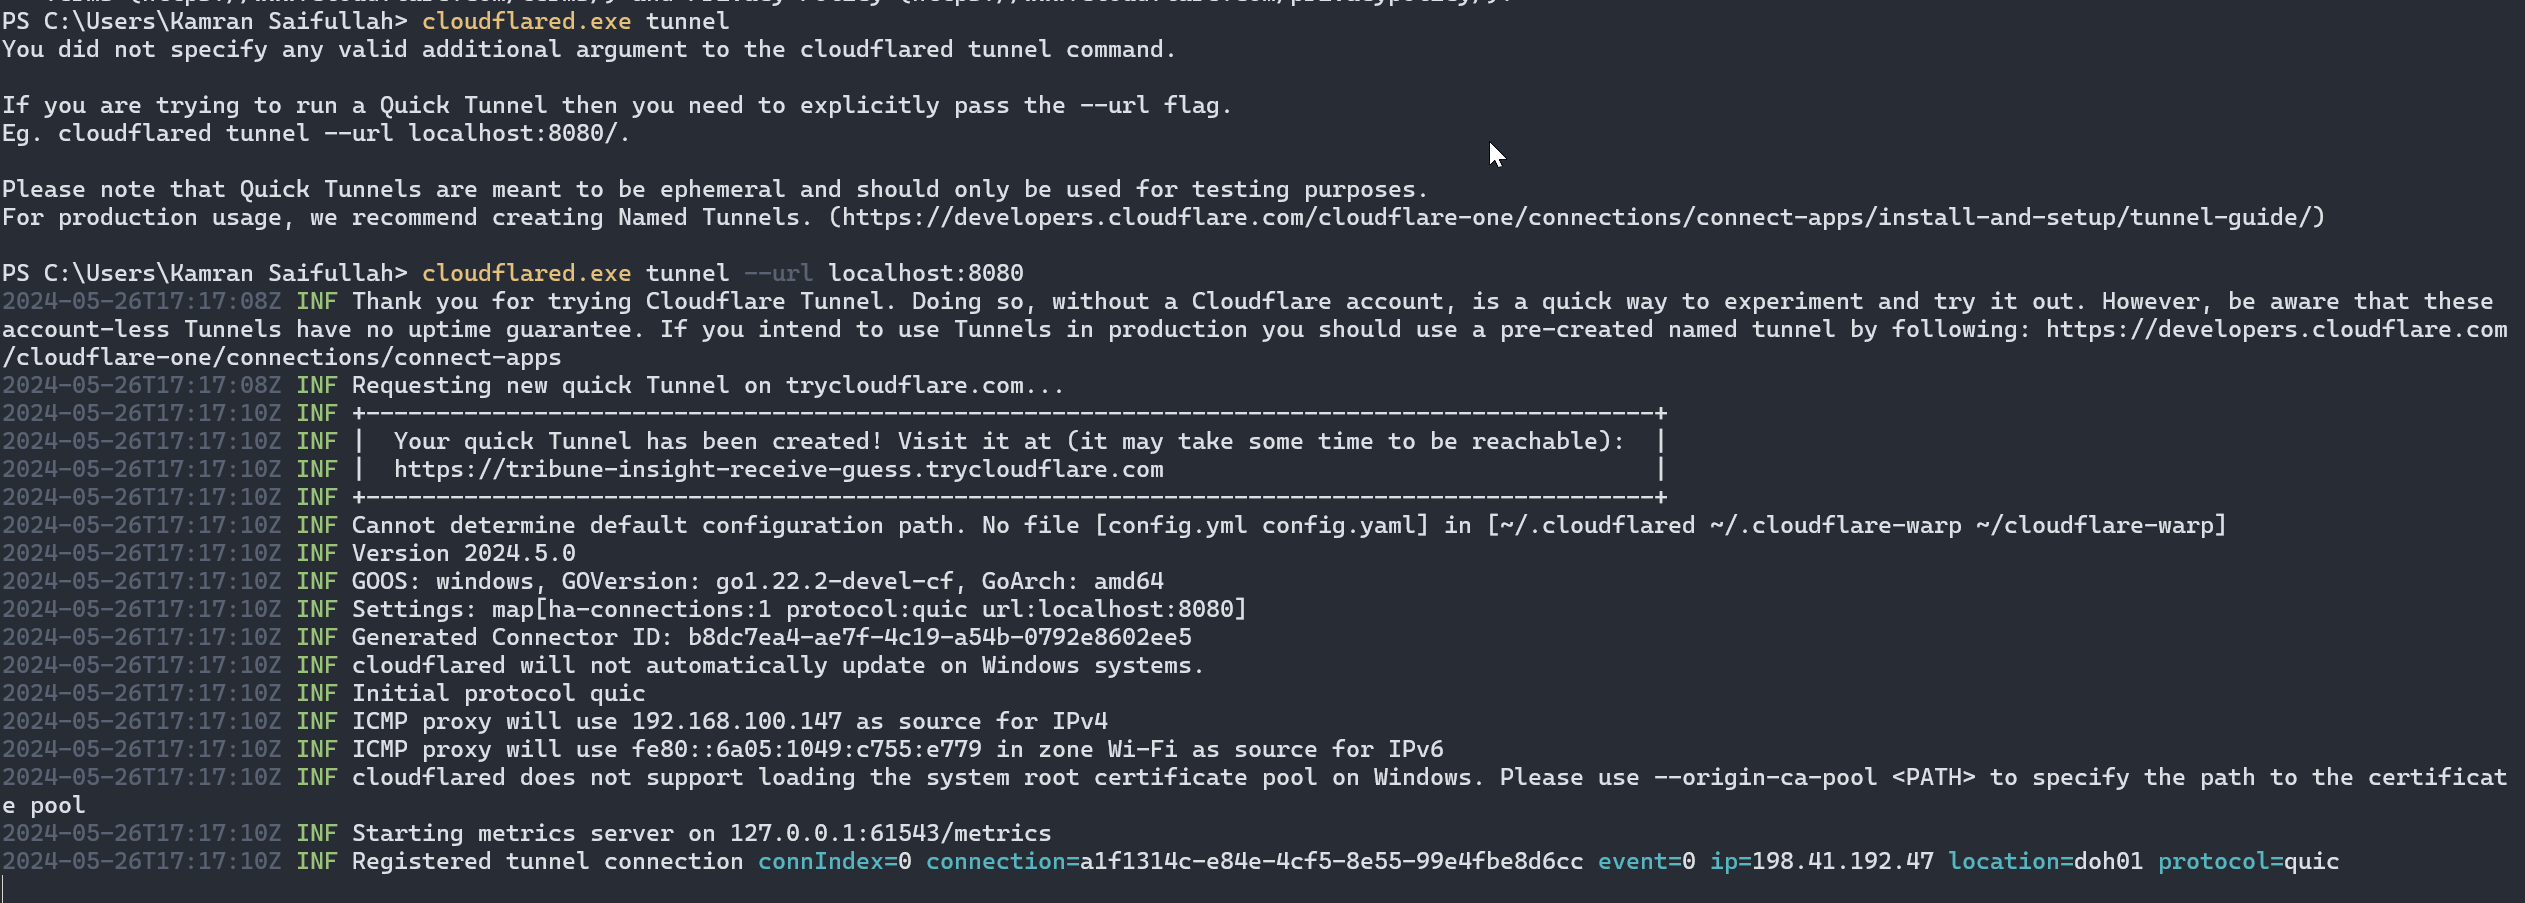 PS C:\Users\Kamran Saifullah> cloudflared.exe tunnel
You did not specify any valid additional argument to the cloudflared tunnel command.
If you are trying to run a Quick Tunnel then you need to explicitly pass the --url flag.
Eg. cloudflared tunnel --url localhost:8080/.
Please note that Quick Tunnels are meant to be ephemeral and should only be used for testing purposes.
For production usage, we recommend creating Named Tunnels. (https://developers.cloudflare.com/cloudflare-one/connections/connect-apps/install-and-setup/tunnel-guide/)
PS C:\Users\Kamran Saifullah> cloudflared.exe tunnel --url localhost:8080
2024-05-26T17:17:08Z INF Thank you for trying Cloudflare Tunnel. Doing so, without a Cloudflare account, is a quick way to experiment and try it out. However, be aware that these
account-less Tunnels have no uptime guarantee. If you intend to use Tunnels in production you should use a pre-created named tunnel by following: https://developers.cloudflare.com
/cloudflare-one/connections/connect-apps
2024-05-26T17:17:08Z INF Requesting new quick Tunnel on trycloudflare.com...
2024-05-26T17:17:10Z INF +--------------------------------------------------------------------------------------------+
2024-05-26T17:17:10Z INF |  Your quick Tunnel has been created! Visit it at (it may take some time to be reachable):  |
2024-05-26T17:17:10Z INF |  https://tribune-insight-receive-guess.trycloudflare.com                                   |
2024-05-26T17:17:10Z INF +--------------------------------------------------------------------------------------------+
2024-05-26T17:17:10Z INF Cannot determine default configuration path. No file [config.yml config.yaml] in [~/.cloudflared ~/.cloudflare-warp ~/cloudflare-warp]
2024-05-26T17:17:10Z INF Version 2024.5.0
2024-05-26T17:17:10Z INF GOOS: windows, GOVersion: go1.22.2-devel-cf, GoArch: amd64
2024-05-26T17:17:10Z INF Settings: map[ha-connections:1 protocol:quic url:localhost:8080]
2024-05-26T17:17:10Z INF Generated Connector ID: b8dc7ea4-ae7f-4c19-a54b-0792e8602ee5
2024-05-26T17:17:10Z INF cloudflared will not automatically update on Windows systems.
2024-05-26T17:17:10Z INF Initial protocol quic
2024-05-26T17:17:10Z INF ICMP proxy will use 192.168.100.147 as source for IPv4
2024-05-26T17:17:10Z INF ICMP proxy will use fe80::6a05:1049:c755:e779 in zone Wi-Fi as source for IPv6
2024-05-26T17:17:10Z INF cloudflared does not support loading the system root certificate pool on Windows. Please use --origin-ca-pool <PATH> to specify the path to the certificat
e pool
2024-05-26T17:17:10Z INF Starting metrics server on 127.0.0.1:61543/metrics
2024-05-26T17:17:10Z INF Registered tunnel connection connIndex=0 connection=a1f1314c-e84e-4cf5-8e55-99e4fbe8d6cc event=0 ip=198.41.192.47 location=doh01 protocol=quic